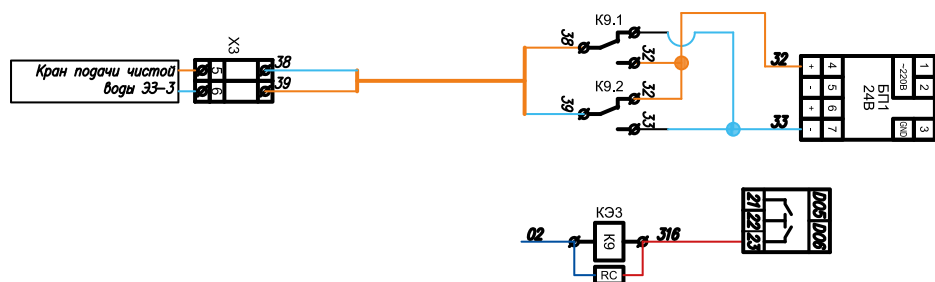 Кран подачи чистой
воды ЭЗ-3
X3
5
6
38
39
38
39
K9.1
32
K9.2
32
33
32
33
+
-
+
-
4
5
6
7
БП1
24В
~220В
GND
1
2
3
КЭЗ
K9
RC
02
316
21
22
23
DO5
DO6